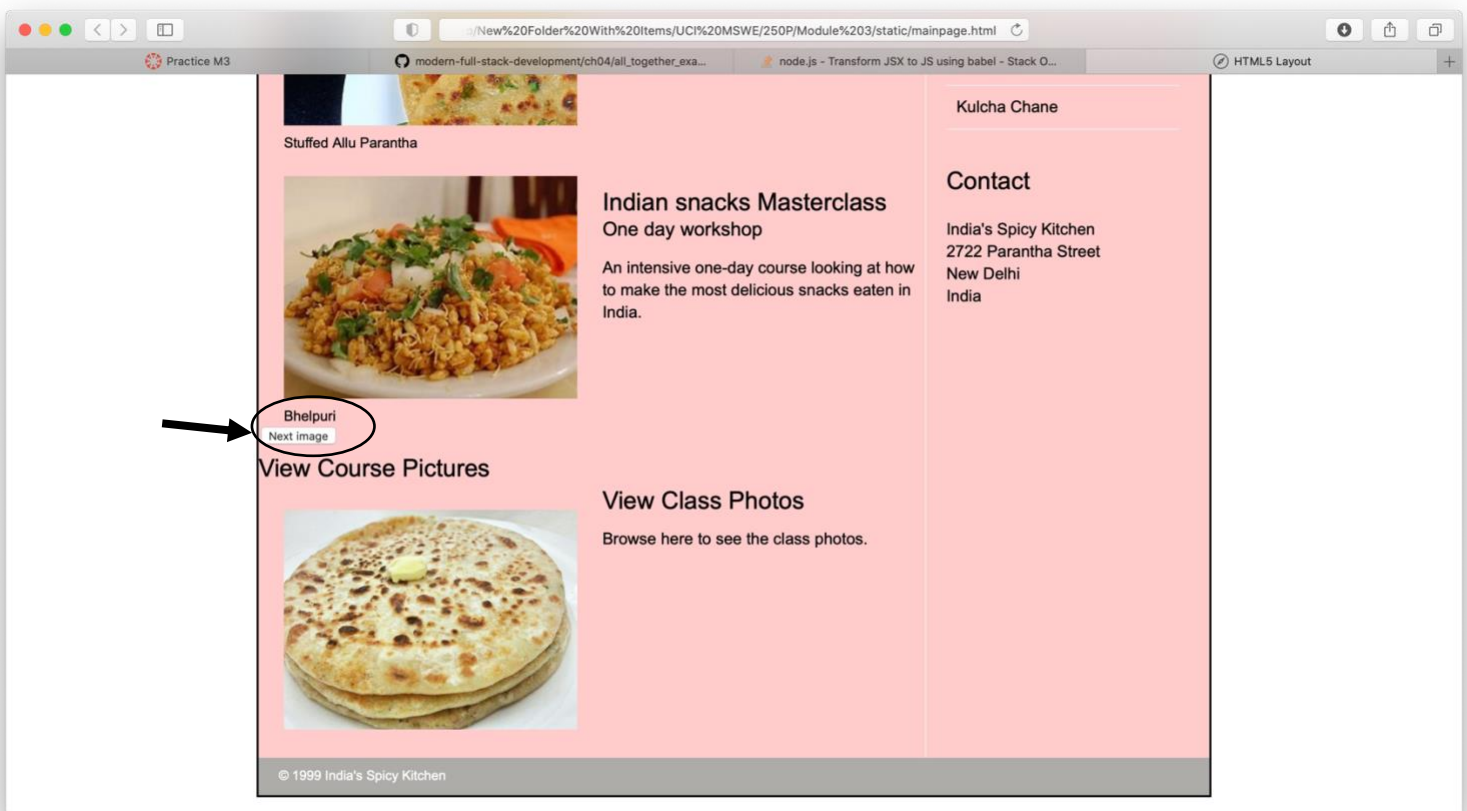 /New%20Folder%20With%20Items/UCI%20MSWE/250P/Module%203/static/mainpage.html
Practice M3
modern-full-stack-development/ch04/all_together_exa...
node.js - Transform JSX to JS using babel - Stack O...
HTML5 Layout
Stuffed Allu Parantha
Indian snacks Masterclass
One day workshop
An intensive one-day course looking at how
to make the most delicious snacks eaten in
India.
Bhelpuri
Next image
View Course Pictures
View Class Photos
Browse here to see the class photos.
Kulcha Chane
Contact
India's Spicy Kitchen
2722 Parantha Street
New Delhi
India
© 1999 India's Spicy Kitchen